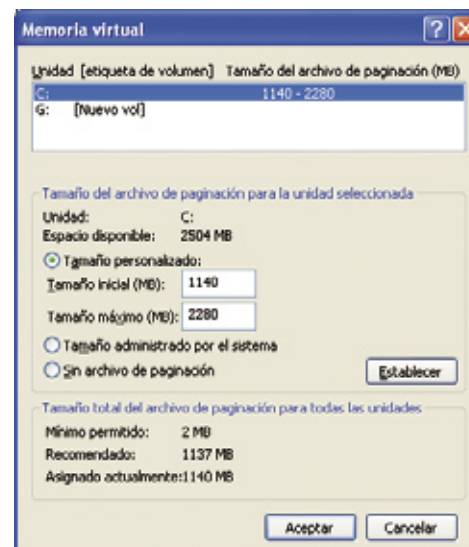 Memoria virtual
Unidad [etiqueta de volumen] Tamaño del archivo de paginación (MB)
C: 1140 - 2280
G: [Nuevo vol]
Tamaño del archivo de paginación para la unidad seleccionada
Unidad: C:
Espacio disponible: 2504 MB
Tamaño personalizado:
Tamaño inicial (MB): 1140
Tamaño máximo (MB): 2280
Tamaño administrado por el sistema
Sin archivo de paginación
Establecer
Tamaño total del archivo de paginación para todas las unidades
Mínimo permitido: 2 MB
Recomendado: 1137 MB
Asignado actualmente:1140 MB
Aceptar Cancelar